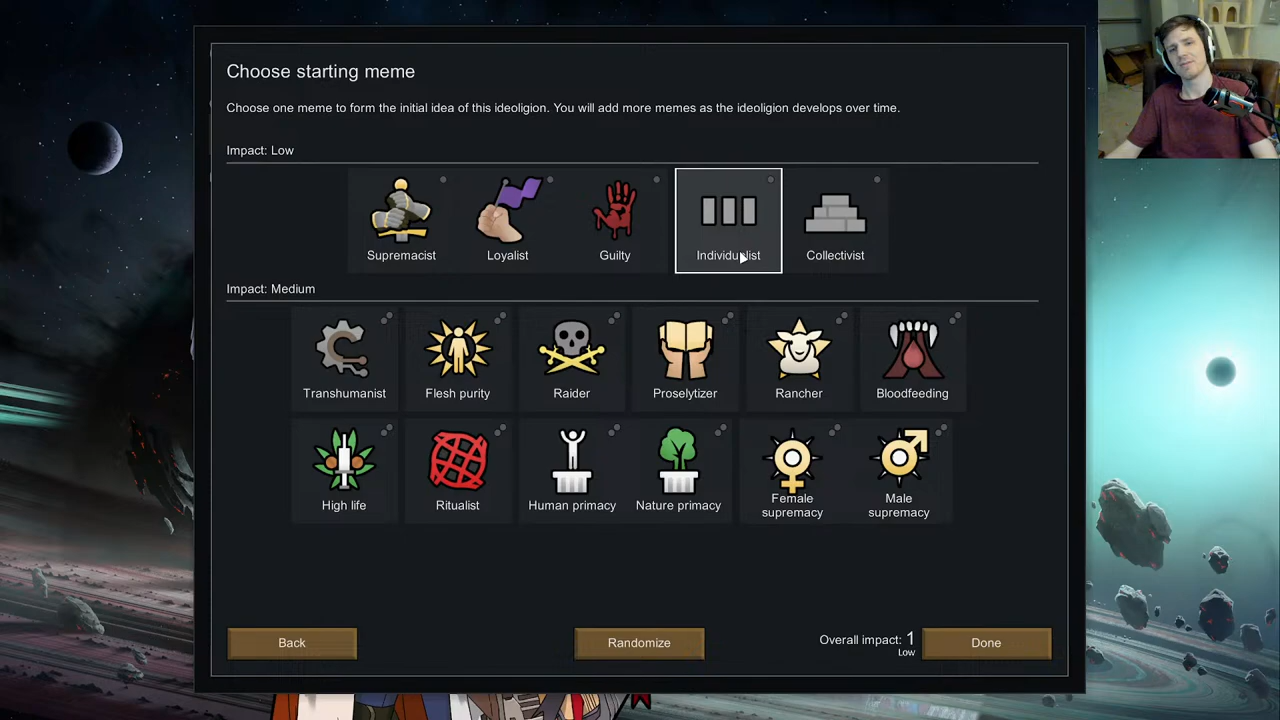 Choose starting meme
Choose one meme to form the initial idea of this ideoligion. You will add more memes as the ideoligion develops over time.
Impact: Low
Supremacist
Loyalist
Guilty
Individualist
Collectivist
Impact: Medium
Transhumanist
Flesh purity
Raider
Proselytizer
Rancher
Bloodfeeding
High life
Ritualist
Human primacy
Nature primacy
Female
supremacy
Male
supremacy
Back
Randomize
Overall impact: 1
Low
Done